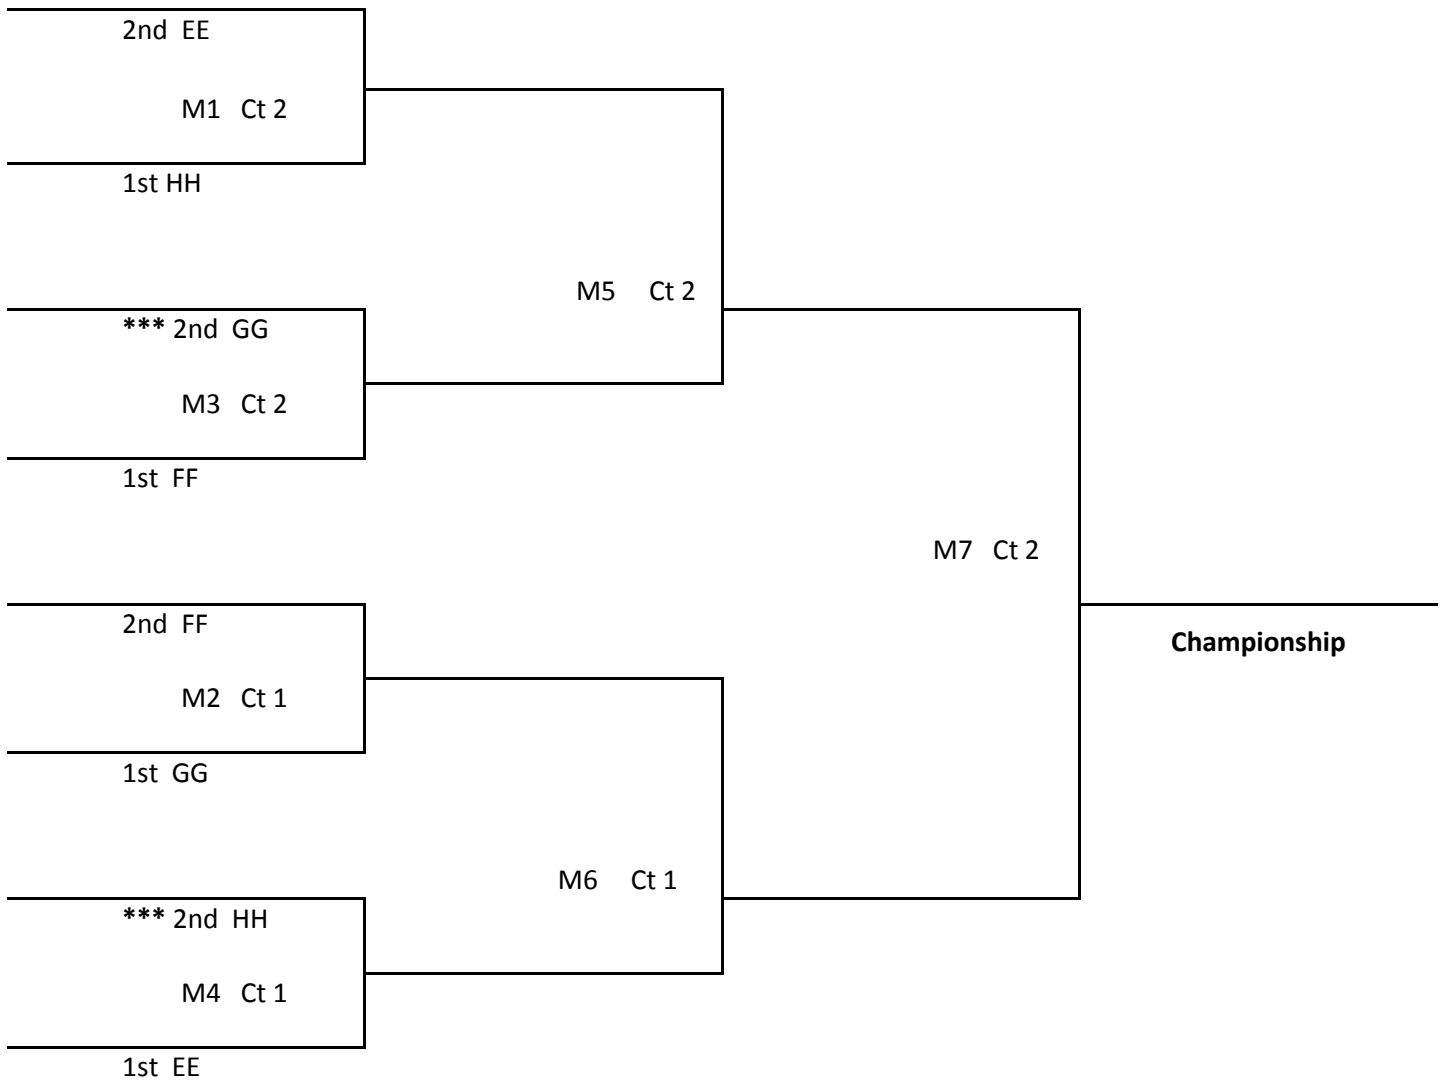 2nd  EE
M1   Ct 2
1st HH
M5     Ct 2
*** 2nd  GG
M3   Ct 2
1st  FF
M7   Ct 2
2nd  FF
Championship
M2   Ct 1
1st  GG
M6     Ct 1
*** 2nd  HH
M4   Ct 1
1st  EE